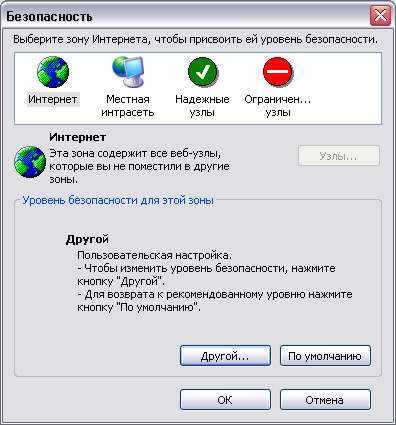 Безопасность
Выберите зону Интернета, чтобы присвоить ей уровень безопасности.
Интернет
Местная
интрасеть
Надежные
узлы
Ограничен...
узлы
Интернет
Эта зона содержит все веб-узлы,
которые вы не поместили в другие
зоны.
Узлы...
Уровень безопасности для этой зоны
Другой
Пользовательская настройка.
- Чтобы изменить уровень безопасности, нажмите
кнопку "Другой".
- Для возврата к рекомендованному уровню нажмите
кнопку "По умолчанию".
Другой...
По умолчанию
ОК
Отмена